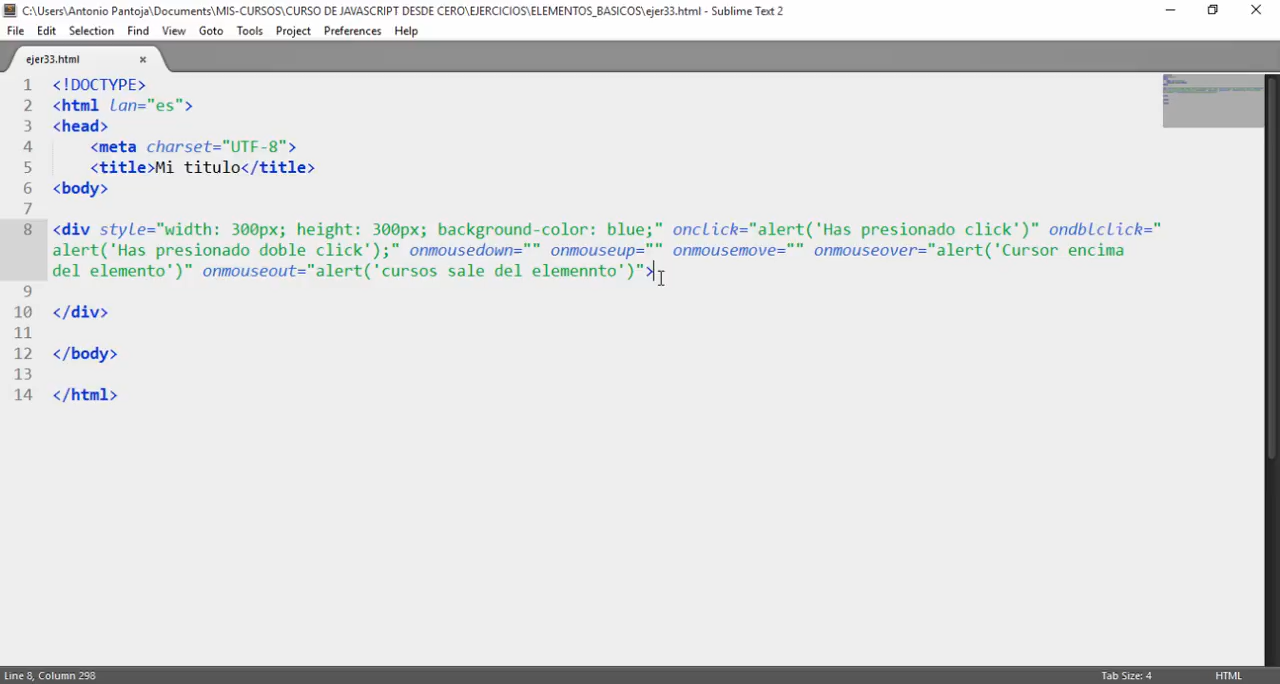 C:\Users\Antonio Pantoja\Documents\MIS-CURSOS\CURSO DE JAVASCRIPT DESDE CERO\EJERCICIOS\ELEMENTOS_BASICOS\ejer33.html - Sublime Text 2
File Edit Selection Find View Goto Tools Project Preferences Help
ejer33.html ×
1 <!DOCTYPE>
2 <html lan="es">
3 <head>
4 <meta charset="UTF-8">
5 <title>Mi titulo</title>
6 <body>
7
8 <div style="width: 300px; height: 300px; background-color: blue;" onclick="alert('Has presionado click')" ondblclick="
alert('Has presionado doble click');" onmousedown="" onmouseup="" onmousemove="" onmouseover="alert('Cursor encima
del elemento')" onmouseout="alert('cursos sale del elemennto')">
9
10 </div>
11
12 </body>
13
14 </html>
Line 8, Column 298 Tab Size: 4 HTML